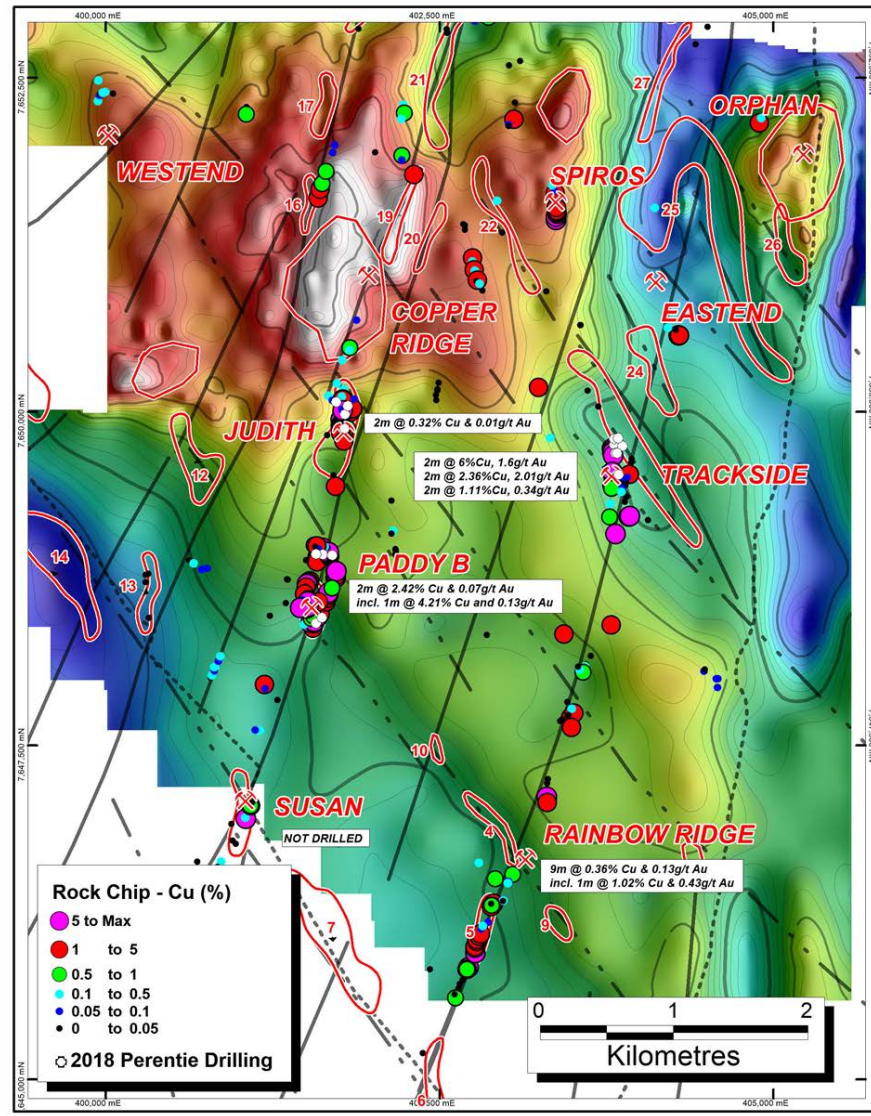 400,000 mE
402,500 mE
405,000 mE
7,652,500 mN
21
27
17
ORPHAN
WESTEND
SPIROS
16
19
20
22
25
26
COPPER
RIDGE
EASTEND
24
7,650,000 mN
JUDITH
2m @ 0.32% Cu & 0.01g/t Au
12
2m @ 6%Cu, 1.6g/t Au
2m @ 2.36%Cu, 2.01g/t Au
2m @ 1.11%Cu, 0.34g/t Au
TRACKSIDE
14
13
PADDY B
2m @ 2.42% Cu & 0.07g/t Au
incl. 1m @ 4.21% Cu and 0.13g/t Au
7,647,500 mN
10
SUSAN
NOT DRILLED
4
RAINBOW RIDGE
9m @ 0.36% Cu & 0.13g/t Au
incl. 1m @ 1.02% Cu & 0.43g/t Au
7
5
9
Rock Chip - Cu (%)
5 to Max
1 to 5
0.5 to 1
0.1 to 0.5
0.05 to 0.1
0 to 0.05
2018 Perentie Drilling
0 1 2
Kilometres
6
7,645,000 mN
400,000 mE
405,000 mE